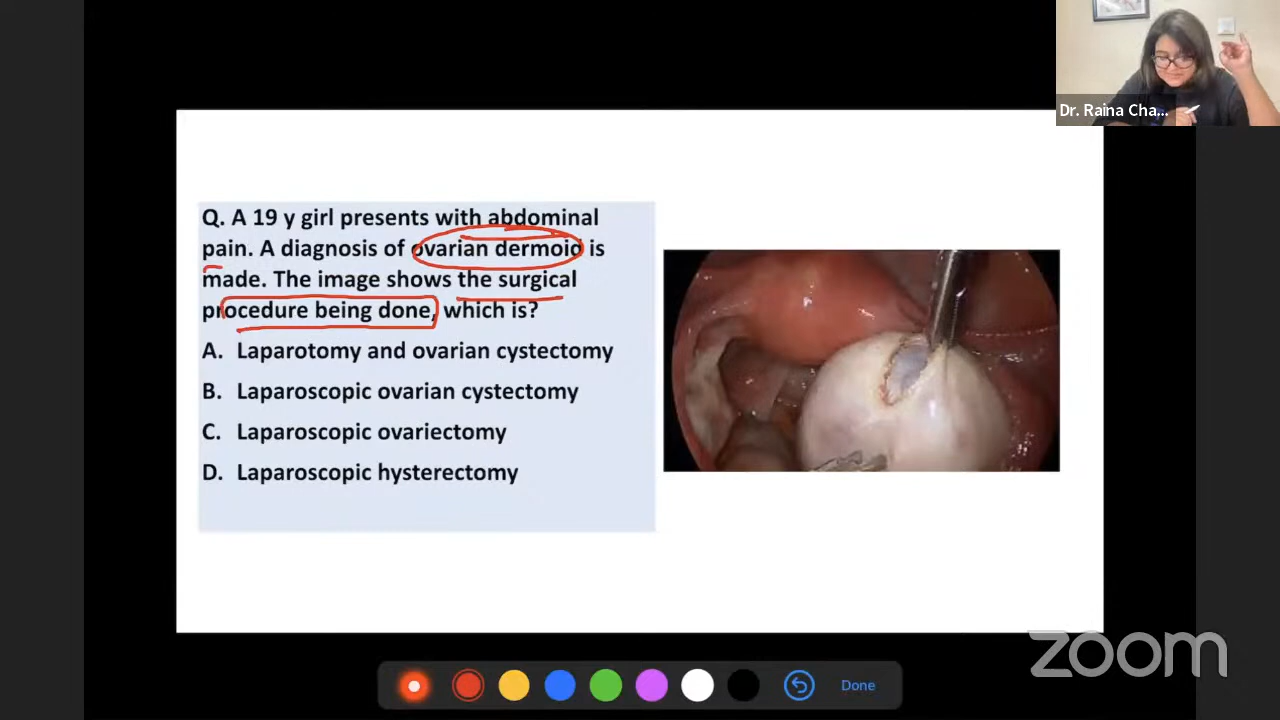 Dr. Raina Cha...
Q. A 19 y girl presents with abdominal
pain. A diagnosis of ovarian dermoid is
made. The image shows the surgical
procedure being done, which is?
A. Laparotomy and ovarian cystectomy
B. Laparoscopic ovarian cystectomy
C. Laparoscopic ovariectomy
D. Laparoscopic hysterectomy
zoom
Done